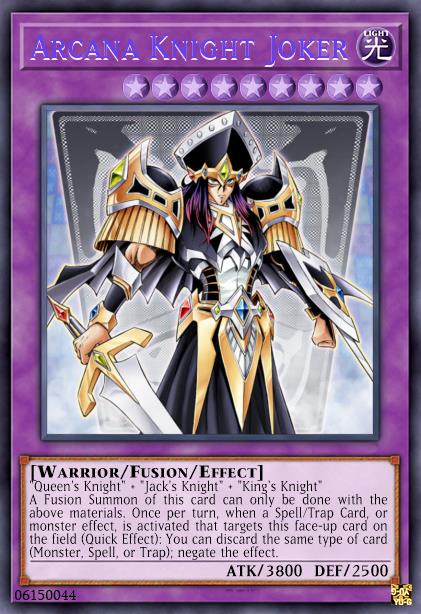 Arcana Knight Joker
LIGHT
光
[Warrior/Fusion/Effect]
"Queen's Knight" + "Jack's Knight" + "King's Knight"
A Fusion Summon of this card can only be done with the
above materials. Once per turn, when a Spell/Trap Card, or
monster effect, is activated that targets this face-up card on
the field (Quick Effect): You can discard the same type of card
(Monster, Spell, or Trap); negate the effect.
ATK/3800 DEF/2500
06150044